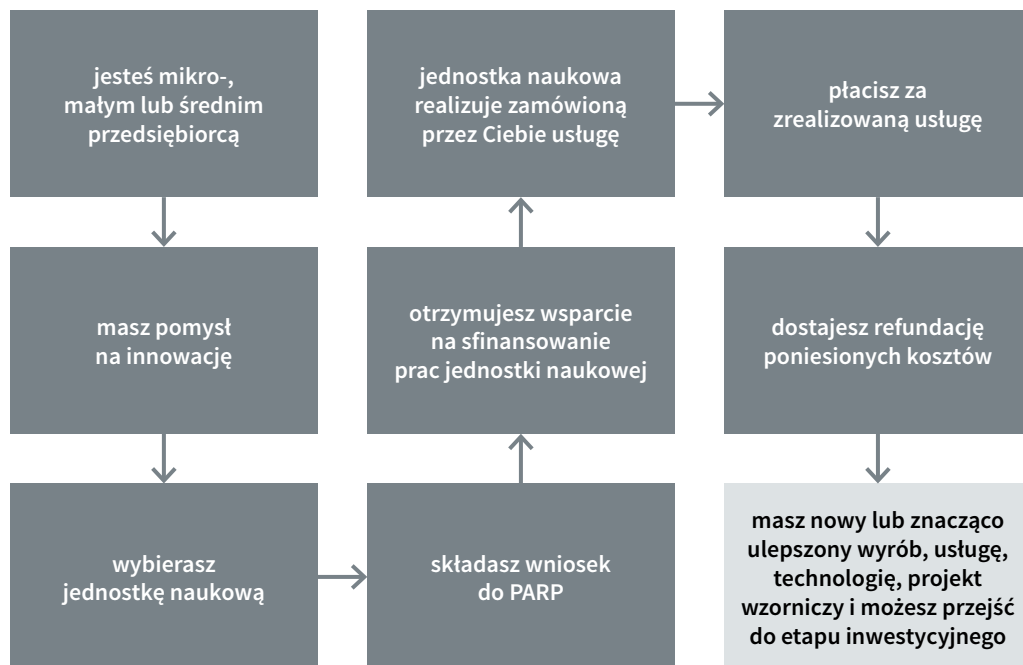 jesteś mikro-,
małym lub średnim
przedsiębiorcą
masz pomysł
na innowację
wybierasz
jednostkę naukową
składasz wniosek
do PARP
otrzymujesz wsparcie
na sfinansowanie
prac jednostki naukowej
jednostka naukowa
realizuje zamówioną
przez Ciebie usługę
płacisz za
zrealizowaną usługę
dostajesz refundację
poniesionych kosztów
masz nowy lub znacząco
ulepszony wyrób, usługę,
technologię, projekt
wzorniczy i możesz przejść
do etapu inwestycyjnego